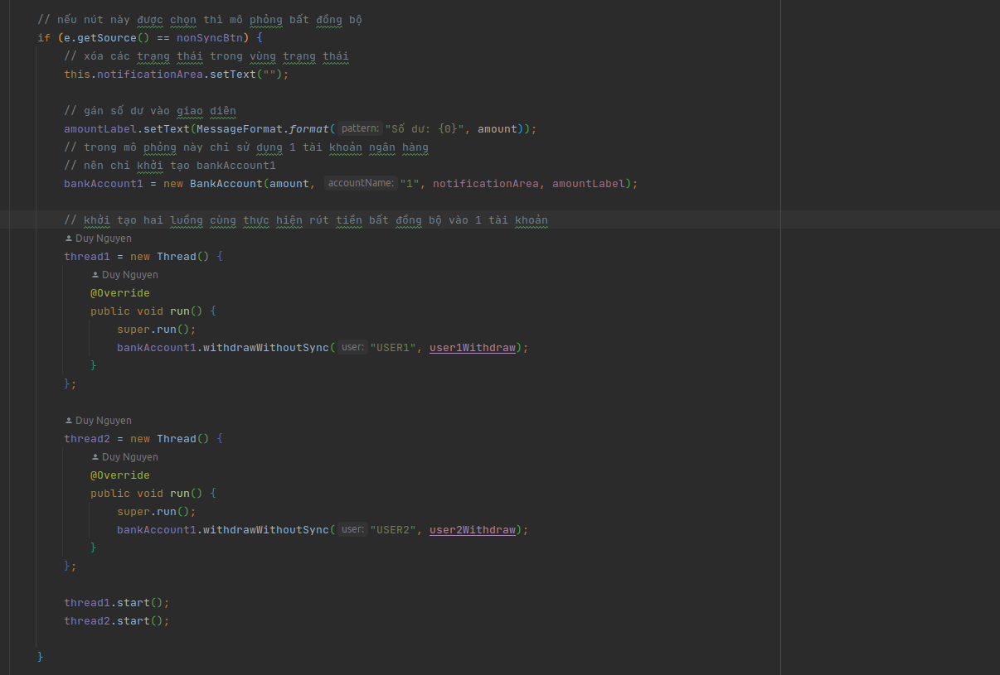 // nếu nút này được chọn thì mô phỏng bất đồng bộ
if (e.getSource() == nonSyncBtn) {
// xóa các trạng thái trong vùng trạng thái
this.notificationArea.setText("");
// gán số dư vào giao diên
amountLabel.setText(MessageFormat.format( pattern: "Số dư: {0}", amount));
// trong mô phỏng này chỉ sử dụng 1 tài khoản ngân hàng
// nên chỉ khởi tạo bankAccount1
bankAccount1 = new BankAccount(amount, accountName: "1", notificationArea, amountLabel);
// khởi tạo hai luồng cùng thực hiện rút tiền bất đồng bộ vào 1 tài khoản
Duy Nguyen
thread1 = new Thread() {
Duy Nguyen
@Override
public void run() {
super.run();
bankAccount1.withdrawWithoutSync( user: "USER1", user1Withdraw);
}
};
Duy Nguyen
thread2 = new Thread() {
Duy Nguyen
@Override
public void run() {
super.run();
bankAccount1.withdrawWithoutSync( user: "USER2", user2Withdraw);
}
};
thread1.start();
thread2.start();
}